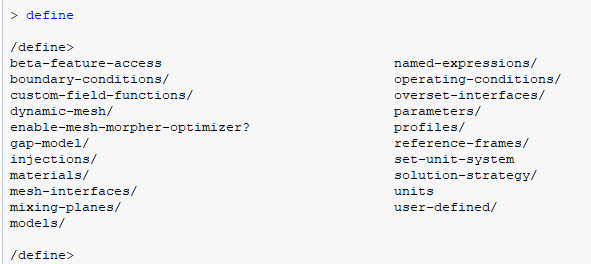 > define
/define>
beta-feature-access named-expressions/
boundary-conditions/ operating-conditions/
custom-field-functions/ overset-interfaces/
dynamic-mesh/ parameters/
enable-mesh-morpher-optimizer? profiles/
gap-model/ reference-frames/
injections/ set-unit-system
materials/ solution-strategy/
mesh-interfaces/ units
mixing-planes/ user-defined/
models/
/define>